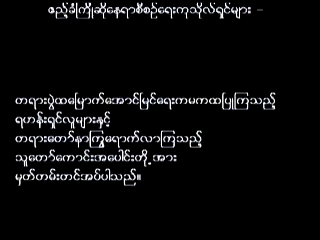 ဧည့်ခံကြိုဆိုနေရာစီစဉ်ရေးကုသိုလ်ရှင်များ -
တရားပွဲထမြောက်အောင်မြင်ရေးကမကထပြုကြသည့်
ရဟန်းရှင်လူများနှင့်
တရားတော်နာကြွရောက်လာကြသည့်
သူတော်ကောင်းအပေါင်းတို့အား
မှတ်တမ်းတင်အပ်ပါသည်။